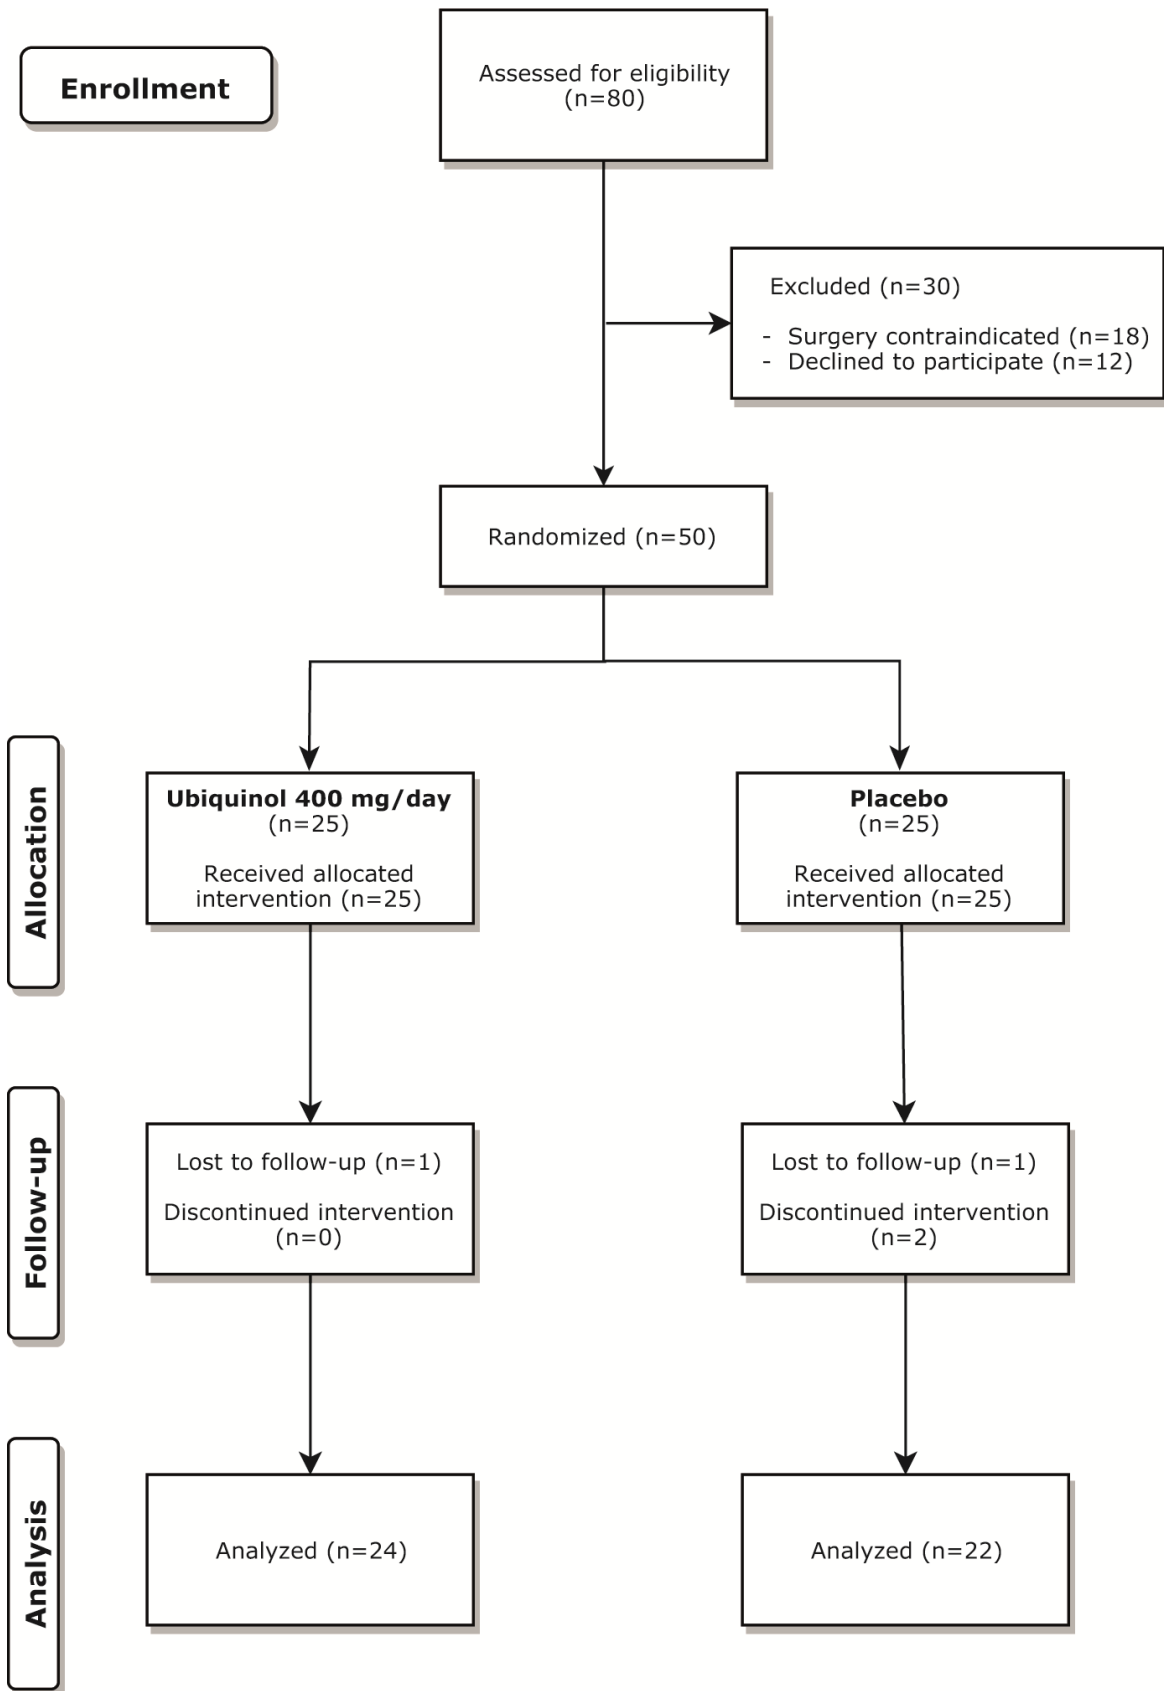 Enrollment
Assessed for eligibility
(n=80)
Excluded (n=30)
- Surgery contraindicated (n=18)
- Declined to participate (n=12)
Randomized (n=50)
Allocation
Ubiquinol 400 mg/day
(n=25)
Received allocated
intervention (n=25)
Placebo
(n=25)
Received allocated
intervention (n=25)
Follow-up
Lost to follow-up (n=1)
Discontinued intervention
(n=0)
Lost to follow-up (n=1)
Discontinued intervention
(n=2)
Analysis
Analyzed (n=24)
Analyzed (n=22)